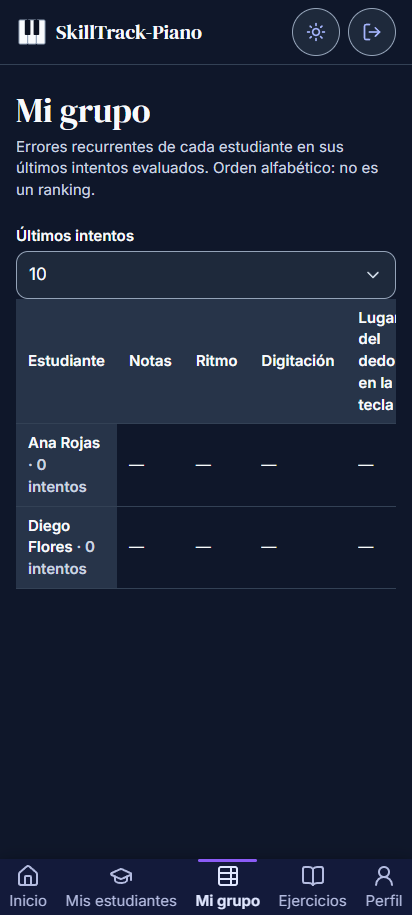 SkillTrack-Piano
Mi grupo
Errores recurrentes de cada estudiante en sus
últimos intentos evaluados. Orden alfabético: no es
un ranking.
Últimos intentos
10
Estudiante Notas Ritmo Digitación
Lugar
del
dedo
en la
tecla
Ana Rojas
· 0
intentos
— — — —
Diego
Flores · 0
intentos
— — — —
Inicio Mis estudiantes Mi grupo Ejercicios Perfil